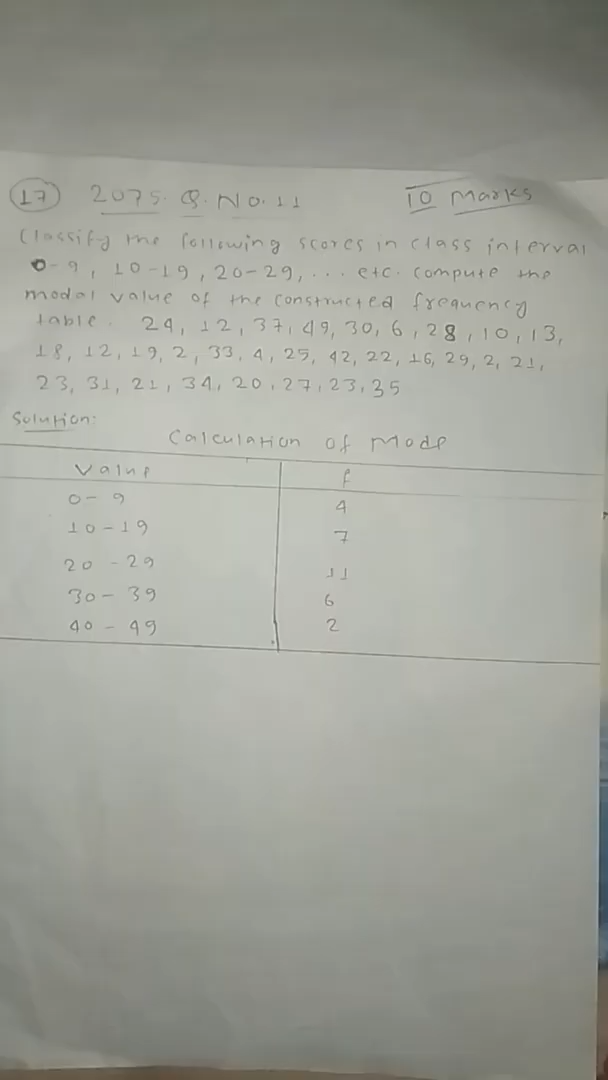 17 2075. Q. No. 11 10 Marks
Classify the following scores in class interval
0-9, 10-19, 20-29, ... etc. compute the
modal value of the constructed frequency
table. 24, 12, 37, 49, 30, 6, 28, 10, 13,
18, 12, 19, 2, 33, 4, 25, 42, 22, 16, 29, 2, 21,
23, 31, 21, 34, 20, 27, 23, 35
Solution:
Calculation of Mode
Value f
0-9 4
10-19 7
20-29 11
30-39 6
40-49 2